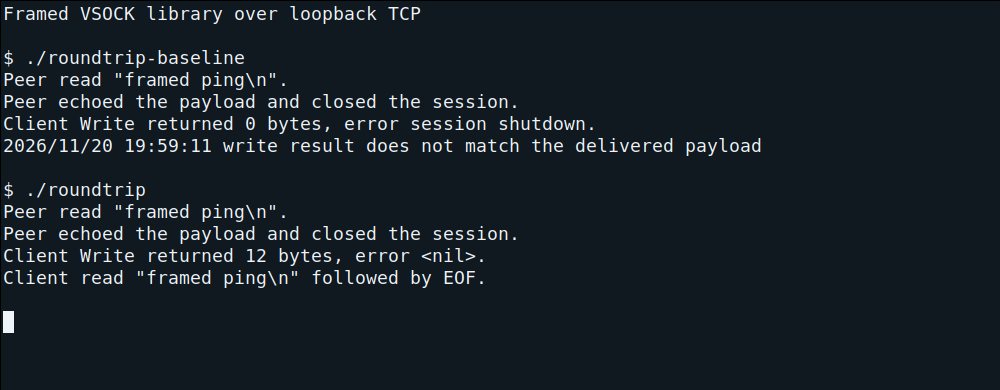 Framed VSOCK library over loopback TCP
$ ./roundtrip-baseline
Peer read "framed ping\n".
Peer echoed the payload and closed the session.
Client Write returned 0 bytes, error session shutdown.
2026/11/20 19:59:11 write result does not match the delivered payload
$ ./roundtrip
Peer read "framed ping\n".
Peer echoed the payload and closed the session.
Client Write returned 12 bytes, error <nil>.
Client read "framed ping\n" followed by EOF.